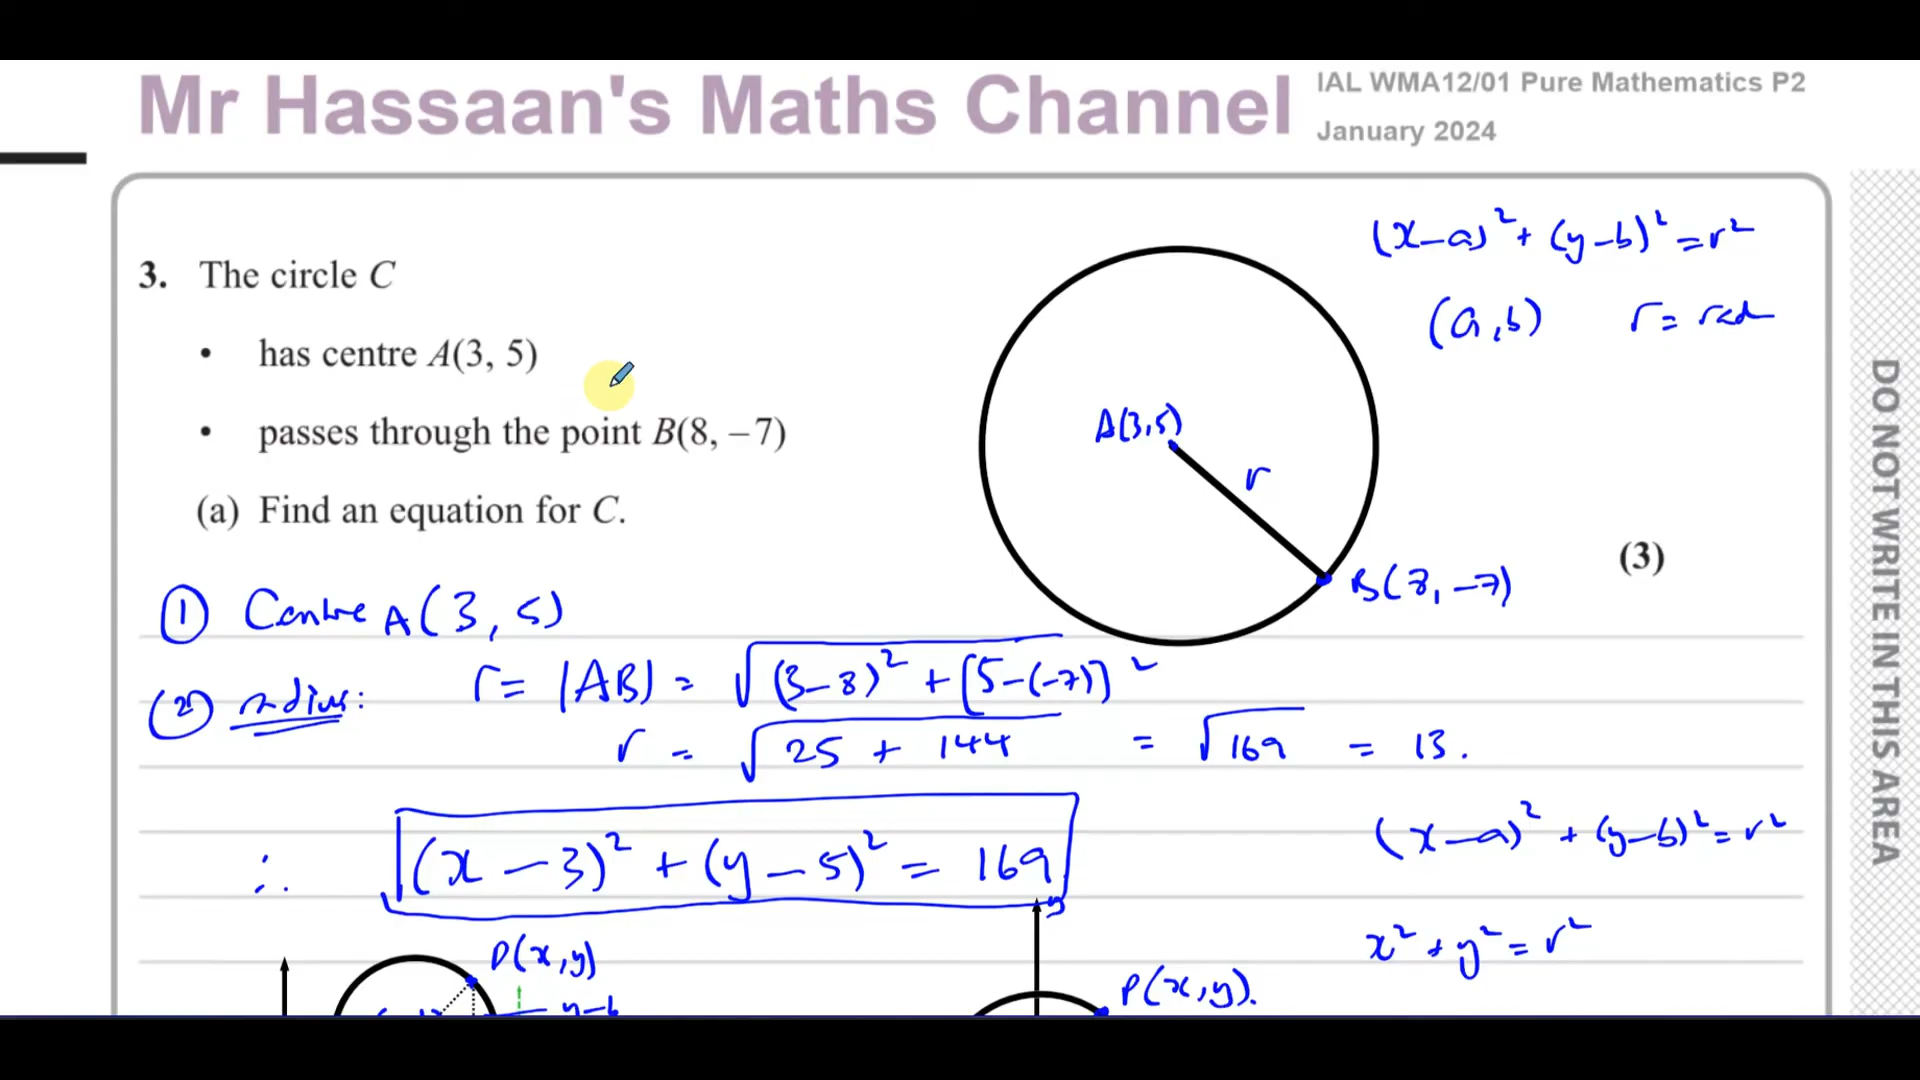 Mr Hassaan's Maths Channel
IAL WMA12/01 Pure Mathematics P2
January 2024
3. The circle C
• has centre A(3, 5)
• passes through the point B(8, −7)
(a) Find an equation for C.
(3)
(x−a)² + (y−b)² = r²
(a, b) r = rad
A(3,5)
r
B(8, −7)
① Centre A(3, 5)
② radius: r = |AB| = √(3−8)² + [5−(−7)]²
r = √25 + 144 = √169 = 13.
∴ (x − 3)² + (y − 5)² = 169
(x−a)² + (y−b)² = r²
x² + y² = r²
y
P(x,y)
y−b
P(x,y).
DO NOT WRITE IN THIS AREA